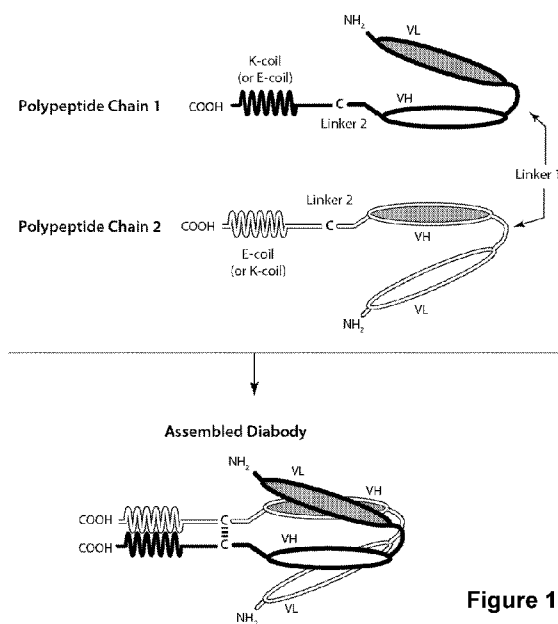 NH2
VL
K-coil
(or E-coil)
Polypeptide Chain 1
COOH
C
VH
Linker 2
Linker 1
Linker 2
Polypeptide Chain 2
COOH
C
VH
E-coil
(or K-coil)
VL
NH2
Assembled Diabody
NH2
VL
VH
COOH
C
COOH
C
VH
NH2
VL
Figure 1